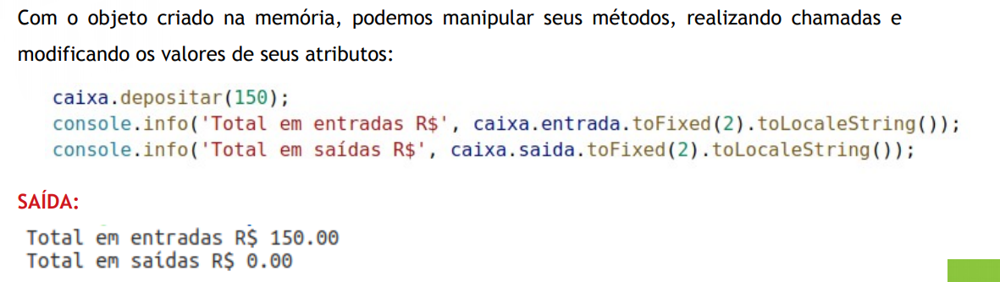 Com o objeto criado na memória, podemos manipular seus métodos, realizando chamadas e
modificando os valores de seus atributos:
caixa.depositar(150);
console.info('Total em entradas R$', caixa.entrada.toFixed(2).toLocaleString());
console.info('Total em saídas R$', caixa.saida.toFixed(2).toLocaleString());
SAÍDA:
Total em entradas R$ 150.00
Total em saídas R$ 0.00